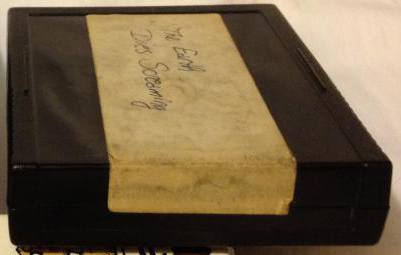 The Earth
Dies Screaming